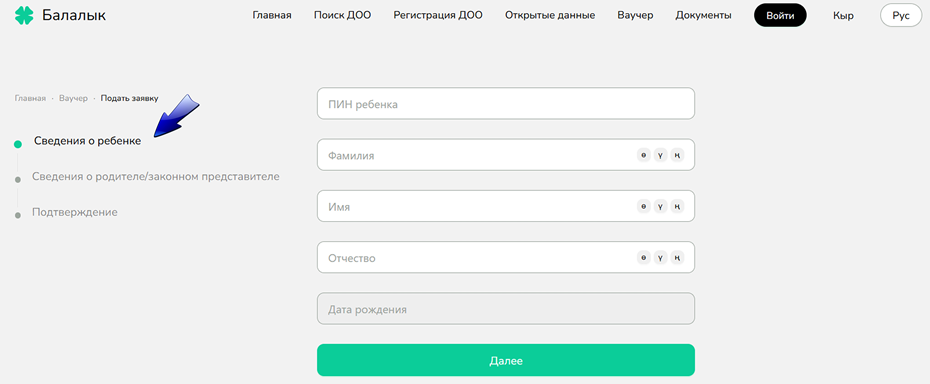 Балалык
Главная Поиск ДОО Регистрация ДОО Открытые данные Ваучер Документы Войти Кыр Рус
Главная · Ваучер · Подать заявку
Сведения о ребенке
Сведения о родителе/законном представителе
Подтверждение
ПИН ребенка
Фамилия ө ү ң
Имя ө ү ң
Отчество ө ү ң
Дата рождения
Далее